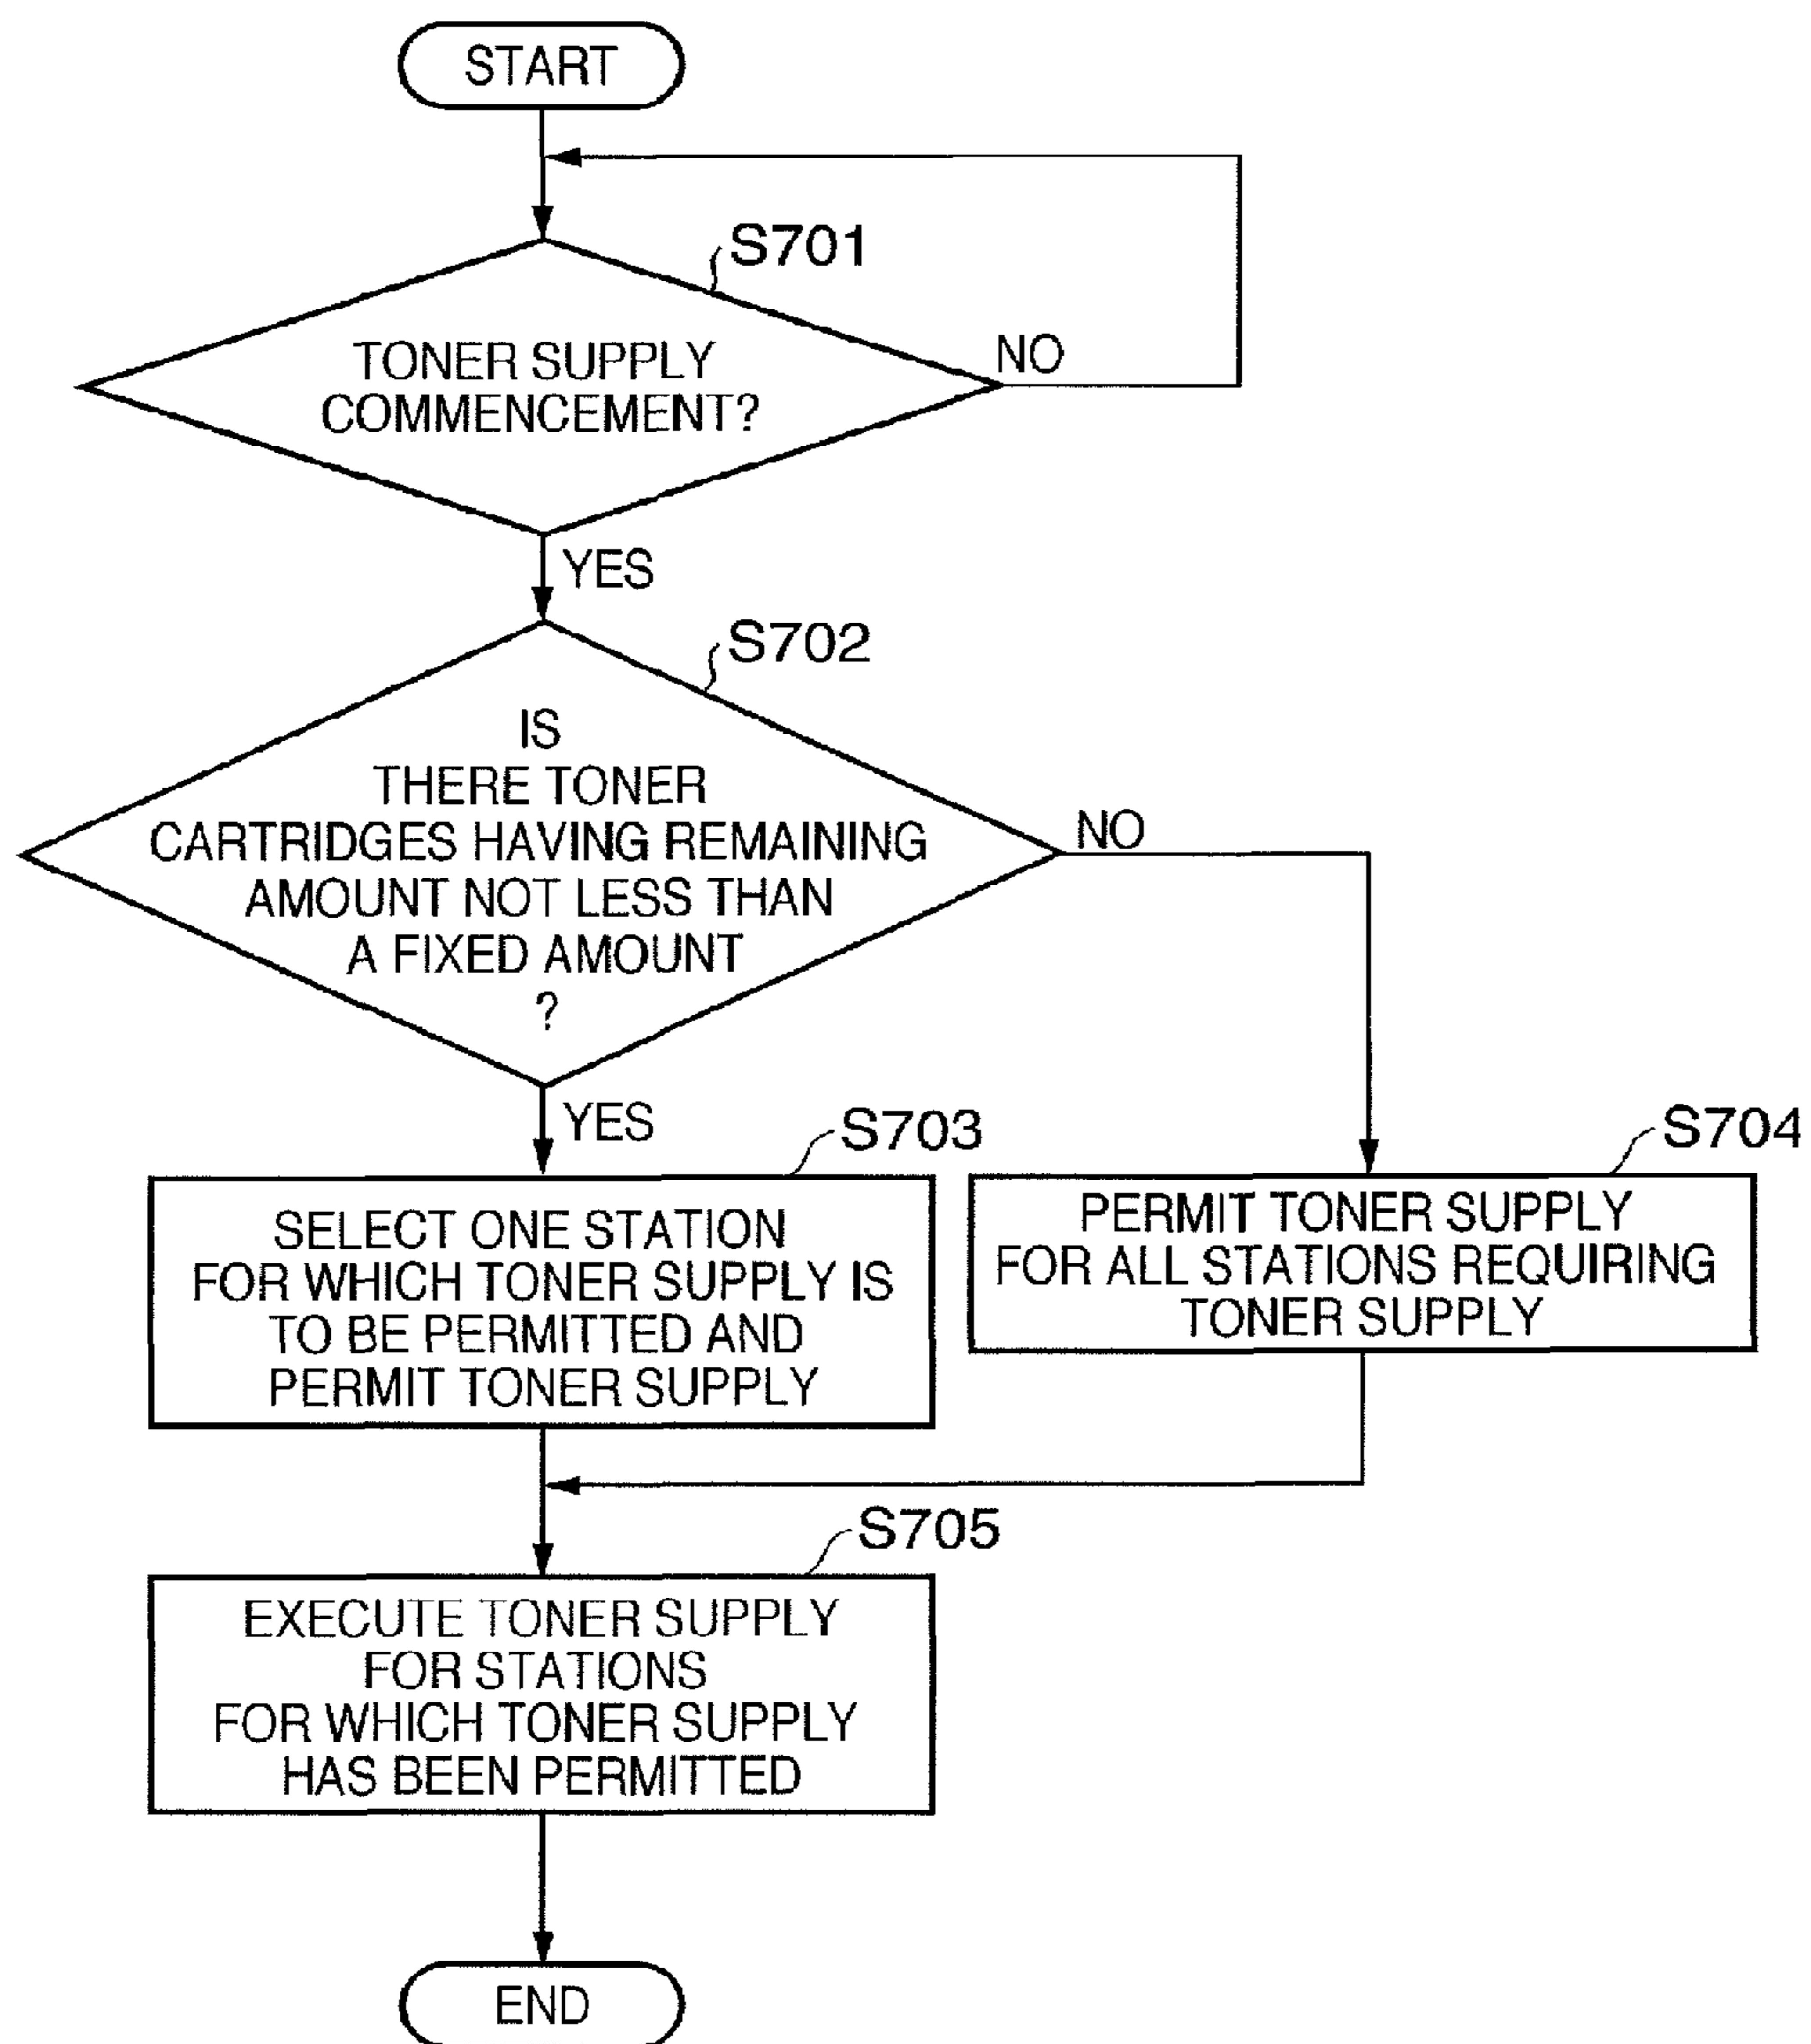 START
S701
TONER SUPPLY
COMMENCEMENT?
NO
YES
S702
IS
THERE TONER
CARTRIDGES HAVING REMAINING
AMOUNT NOT LESS THAN
A FIXED AMOUNT
?
NO
YES
S703
SELECT ONE STATION
FOR WHICH TONER SUPPLY IS
TO BE PERMITTED AND
PERMIT TONER SUPPLY
S704
PERMIT TONER SUPPLY
FOR ALL STATIONS REQUIRING
TONER SUPPLY
S705
EXECUTE TONER SUPPLY
FOR STATIONS
FOR WHICH TONER SUPPLY
HAS BEEN PERMITTED
END